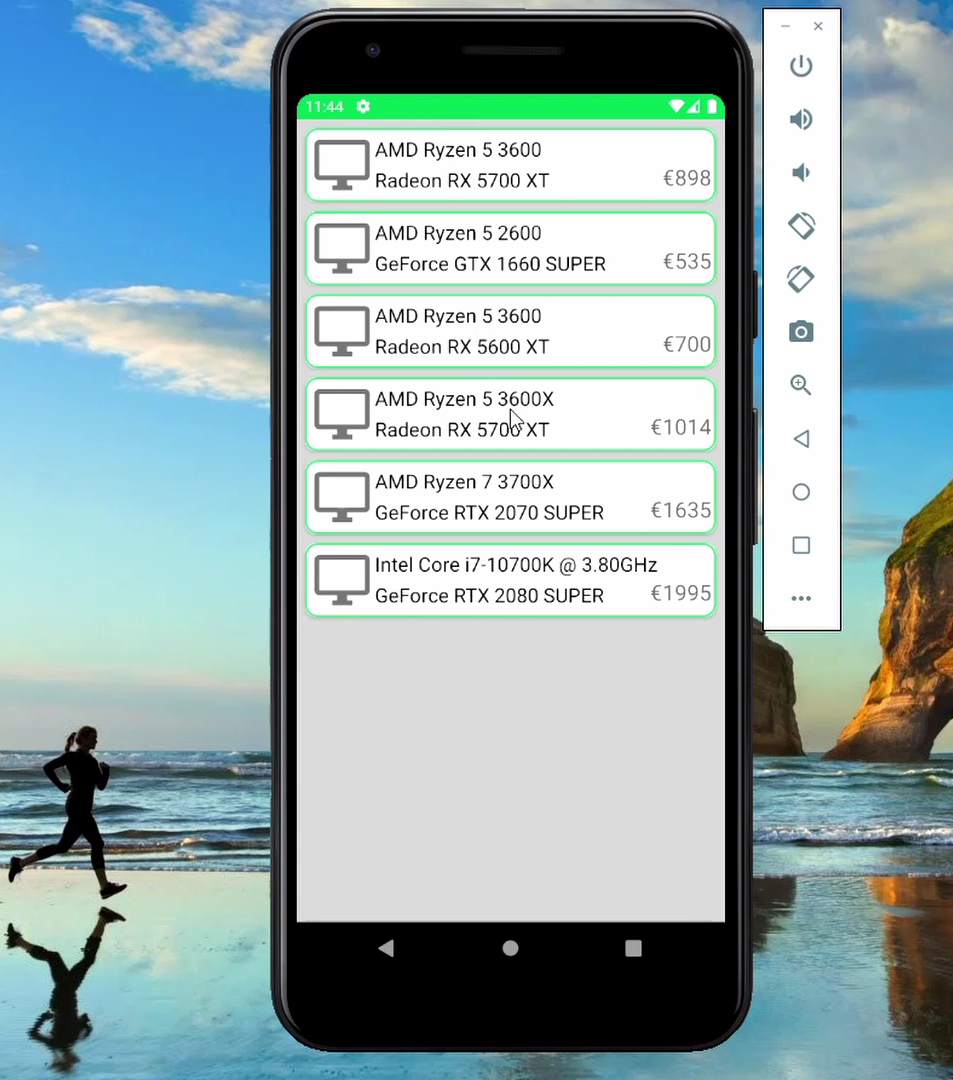 11:44
AMD Ryzen 5 3600
Radeon RX 5700 XT
€898
AMD Ryzen 5 2600
GeForce GTX 1660 SUPER
€535
AMD Ryzen 5 3600
Radeon RX 5600 XT
€700
AMD Ryzen 5 3600X
Radeon RX 5700 XT
€1014
AMD Ryzen 7 3700X
GeForce RTX 2070 SUPER
€1635
Intel Core i7-10700K @ 3.80GHz
GeForce RTX 2080 SUPER
€1995